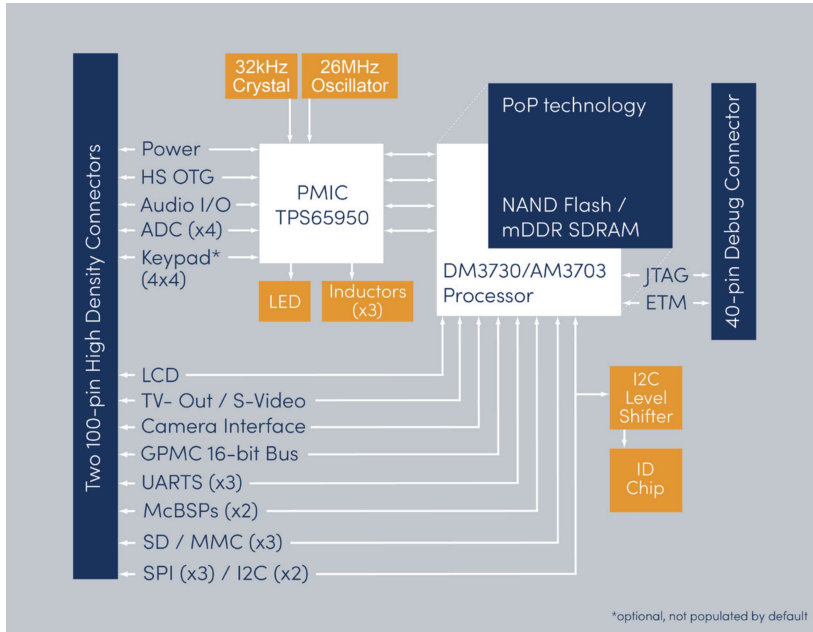 32kHz
Crystal
26MHz
Oscillator
PoP technology
NAND Flash /
mDDR SDRAM
Two 100-pin High Density Connectors
Power
HS OTG
Audio I/O
ADC (x4)
Keypad*
(4x4)
PMIC
TPS65950
LED
Inductors
(x3)
DM3730/AM3703
Processor
JTAG
ETM
40-pin Debug Connector
LCD
TV- Out / S-Video
Camera Interface
GPMC 16-bit Bus
UARTS (x3)
McBSPs (x2)
SD / MMC (x3)
SPI (x3) / I2C (x2)
I2C
Level
Shifter
ID
Chip
*optional, not populated by default